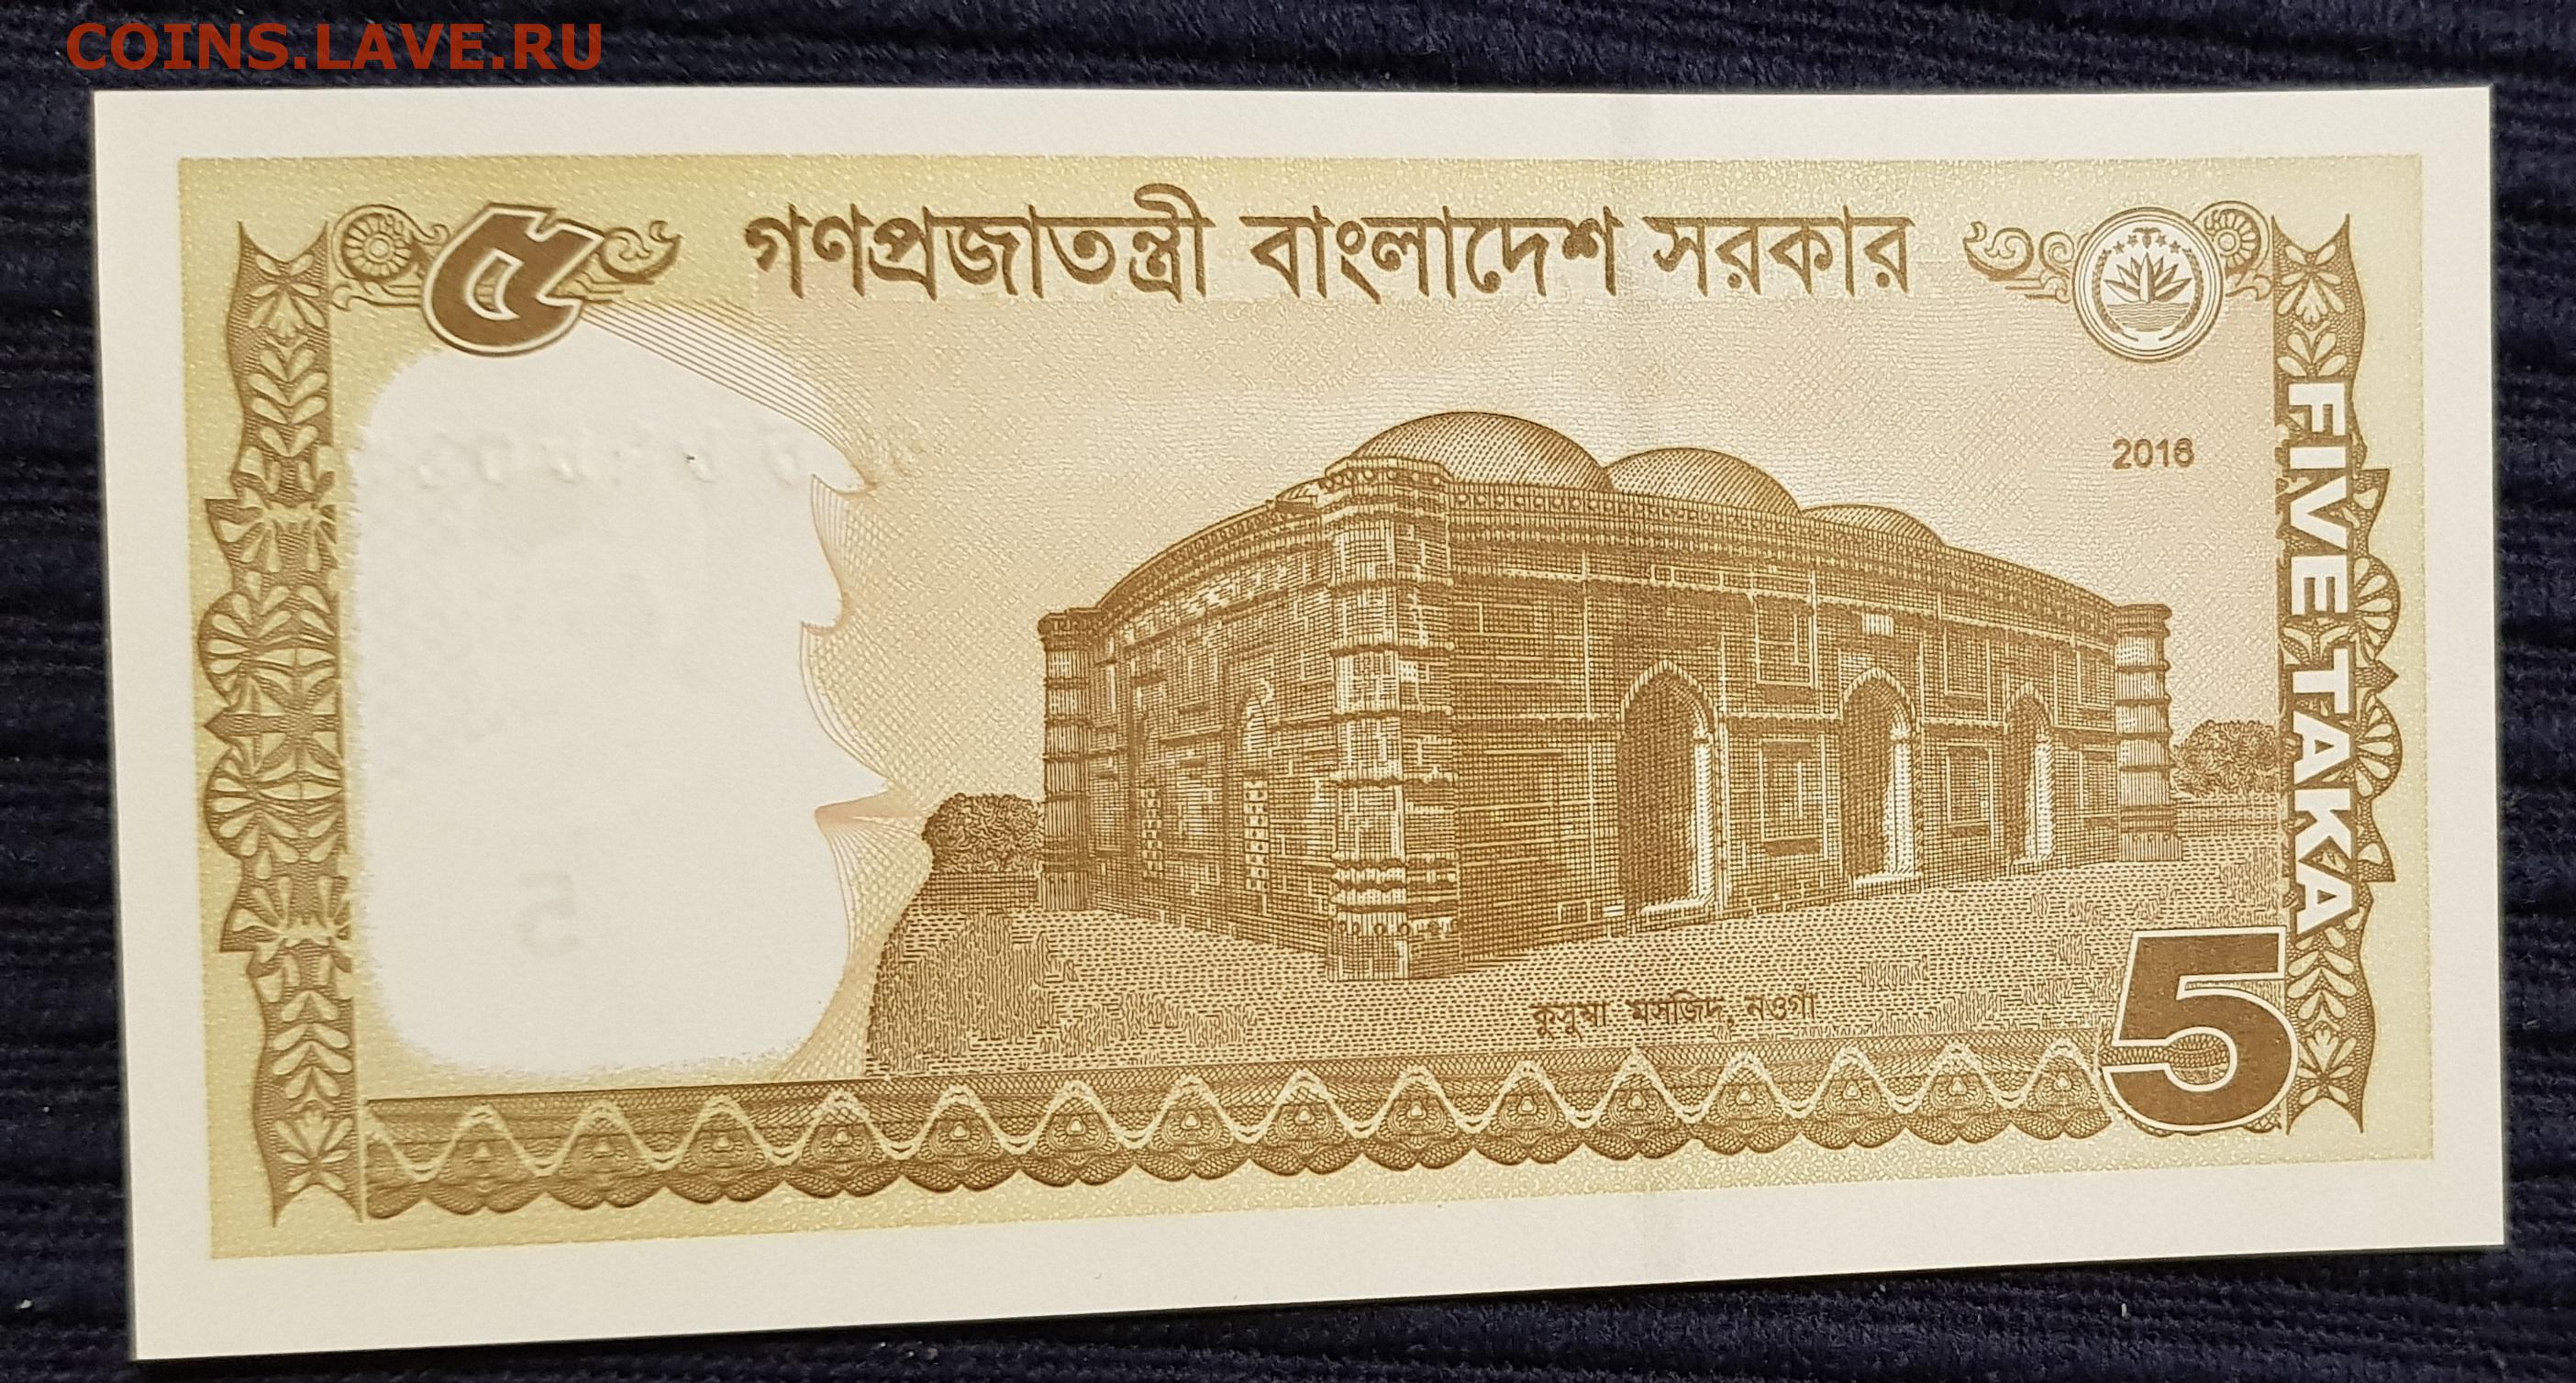 COINS.LAVE.RU
৫ গণপ্রজাতন্ত্রী বাংলাদেশ সরকার
2016
FIVE TAKA
কুসুম্বা মসজিদ, নওগাঁ
5